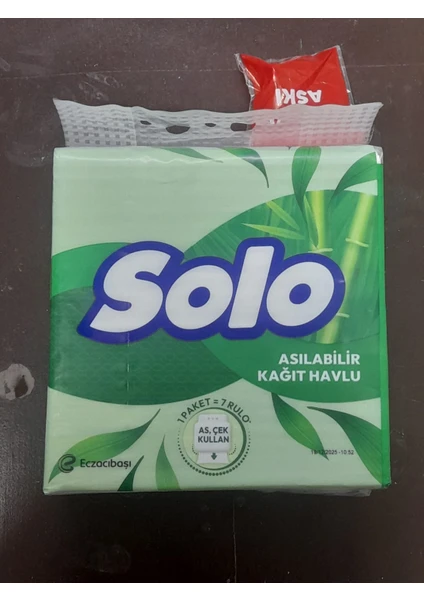 ASKI
Solo
ASILABİLİR
KAĞIT HAVLU
1 PAKET = 7 RULO*
AS, ÇEK
KULLAN
Eczacıbaşı